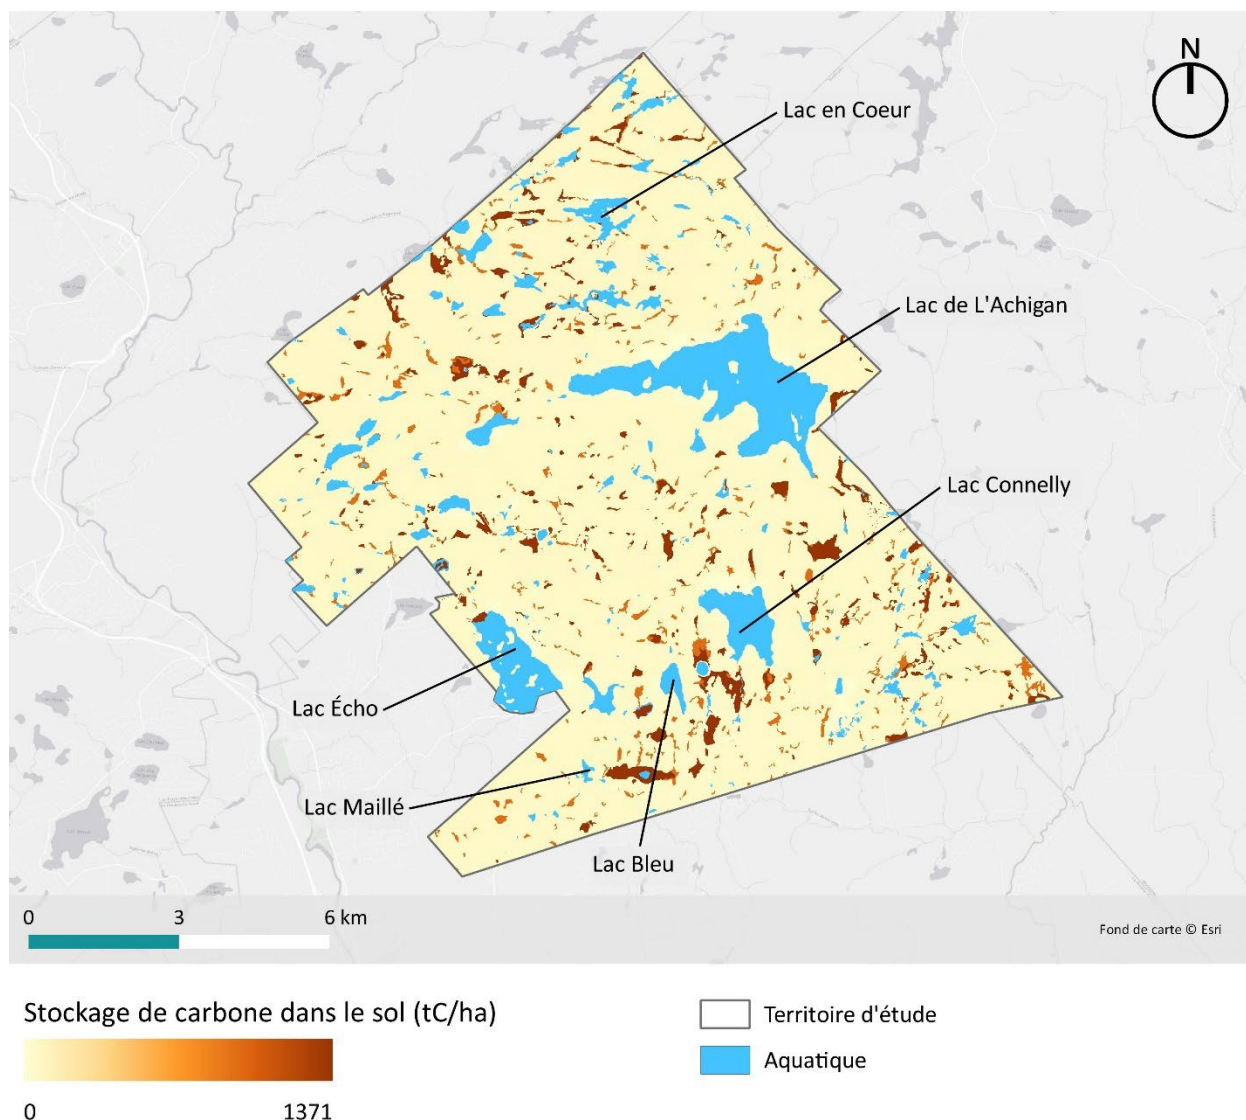 N
Lac en Coeur
Lac de L'Achigan
Lac Connelly
Lac Écho
Lac Maillé
Lac Bleu
0 3 6 km
Fond de carte © Esri
Stockage de carbone dans le sol (tC/ha)
0 1371
Territoire d'étude
Aquatique